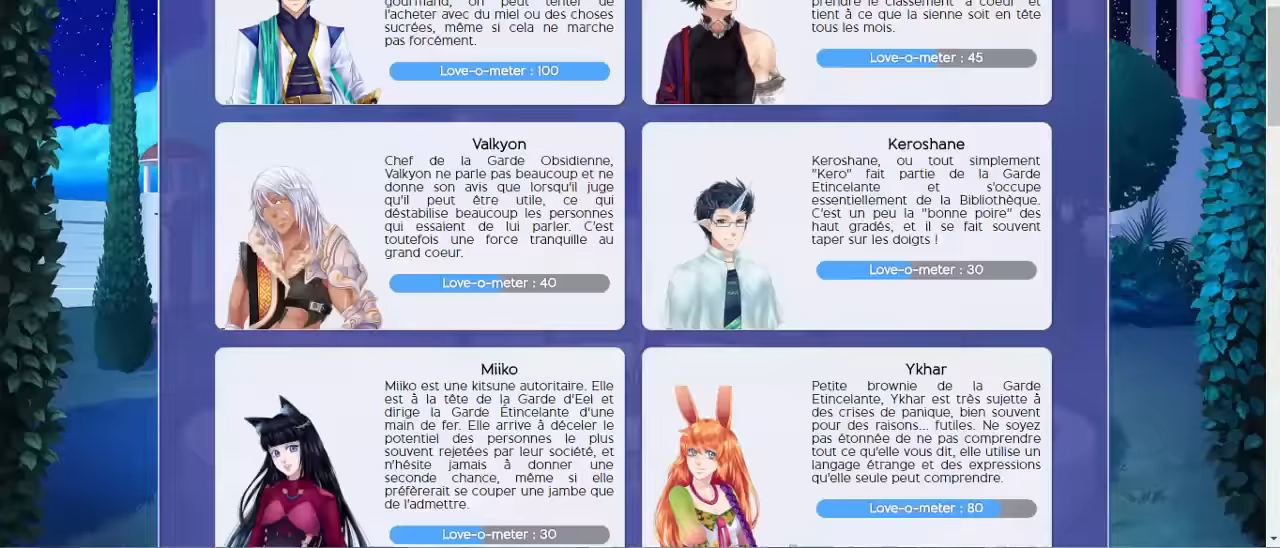 gourmand, on peut tenter de
l'acheter avec du miel ou des choses
sucrées, même si cela ne marche
pas forcément.
Love-o-meter : 100
prendre le classement "à coeur" et
tient à ce que la sienne soit en tête
tous les mois.
Love-o-meter : 45
Valkyon
Chef de la Garde Obsidienne,
Valkyon ne parle pas beaucoup et ne
donne son avis que lorsqu'il juge
qu'il peut être utile, ce qui
déstabilise beaucoup les personnes
qui essaient de lui parler. C'est
toutefois une force tranquille au
grand coeur.
Love-o-meter : 40
Keroshane
Keroshane, ou tout simplement
"Kero" fait partie de la Garde
Etincelante et s'occupe
essentiellement de la Bibliothèque.
C'est un peu la "bonne poire" des
haut gradés, et il se fait souvent
taper sur les doigts !
Love-o-meter : 30
Miiko
Miiko est une kitsune autoritaire. Elle
est à la tête de la Garde d'Eel et
dirige la Garde Étincelante d'une
main de fer. Elle arrive à déceler le
potentiel des personnes le plus
souvent rejetées par leur société, et
n'hésite jamais à donner une
seconde chance, même si elle
préfèrerait se couper une jambe que
de l'admettre.
Love-o-meter : 30
Ykhar
Petite brownie de la Garde
Etincelante, Ykhar est très sujette à
des crises de panique, bien souvent
pour des raisons... futiles. Ne soyez
pas étonnée de ne pas comprendre
tout ce qu'elle vous dit, elle utilise un
langage étrange et des expressions
qu'elle seule peut comprendre.
Love-o-meter : 80